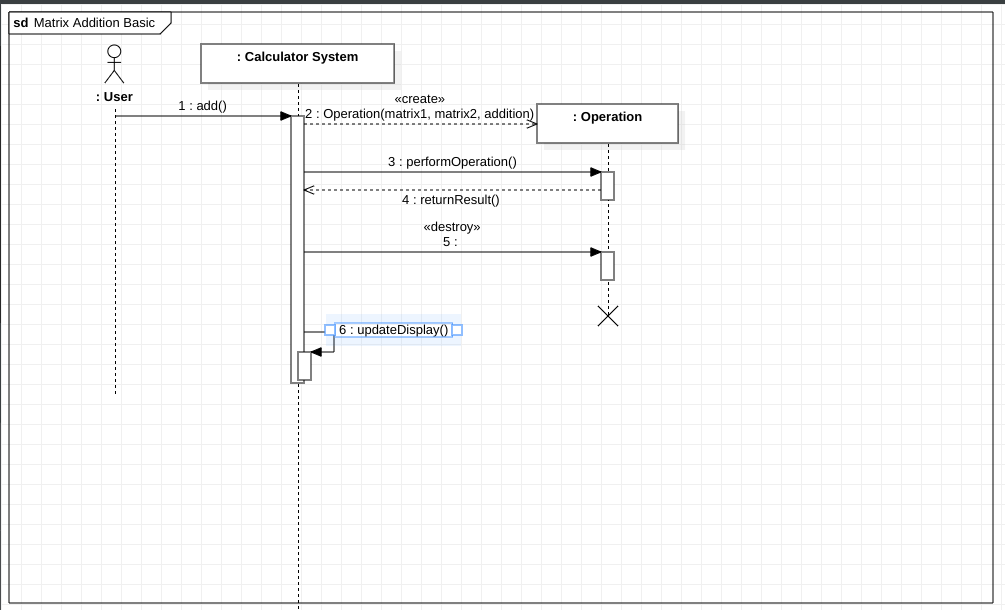 sd Matrix Addition Basic
: User
: Calculator System
1 : add()
«create»
2 : Operation(matrix1, matrix2, addition)
: Operation
3 : performOperation()
4 : returnResult()
«destroy»
5 :
6 : updateDisplay()